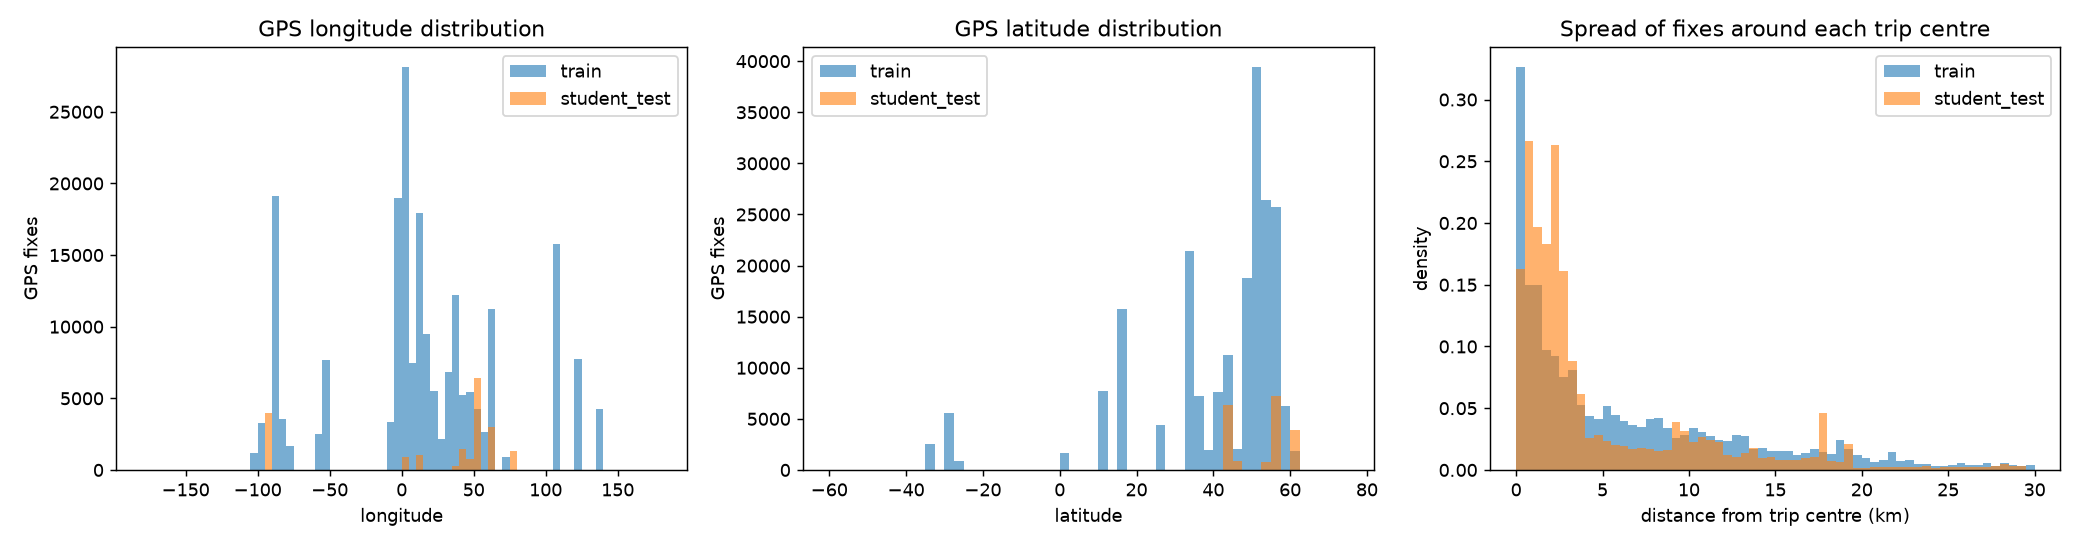 GPS longitude distribution
GPS fixes
25000
20000
15000
10000
5000
0
train
student_test
−150
−100
−50
0
50
100
150
longitude
GPS latitude distribution
GPS fixes
40000
35000
30000
25000
20000
15000
10000
5000
0
train
student_test
−60
−40
−20
0
20
40
60
80
latitude
Spread of fixes around each trip centre
density
0.30
0.25
0.20
0.15
0.10
0.05
0.00
train
student_test
0
5
10
15
20
25
30
distance from trip centre (km)